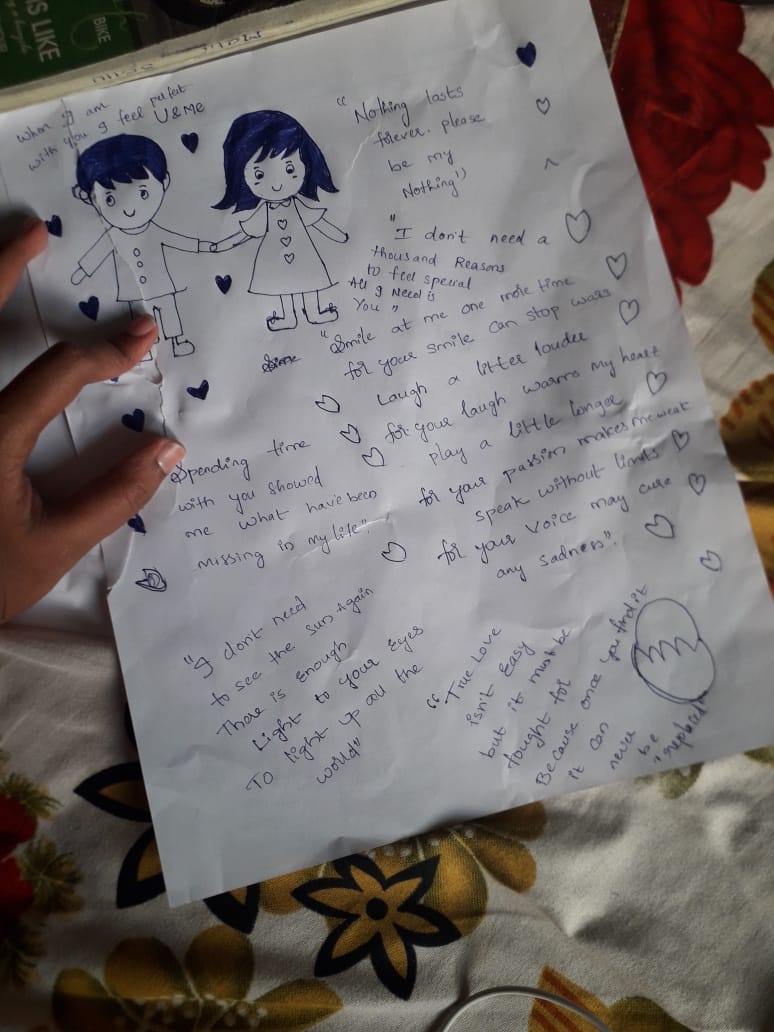 IS LIKE
BIKE
When I am
with you I feel perfect
U & Me
"Nothing lasts
forever. please
be my
Nothing")
"I don't need a
thousand Reasons
to feel special
All I Need is
You"
"Smile at me one more time
for your smile can stop wars
Laugh a litter louder
for your laugh warms my heart
play a little longer
for your passion makes me weak
speak without limits
for your voice may cure
any sadness".
Spending time
with you showed
me what have been
missing in my life".
"I don't need
to see the sun Again
There is enough
Light to your Eyes
To light up all the
world"
"True Love
isn't Easy
but it must be
fought for
Because once you find it
it can
never
be
replaced"